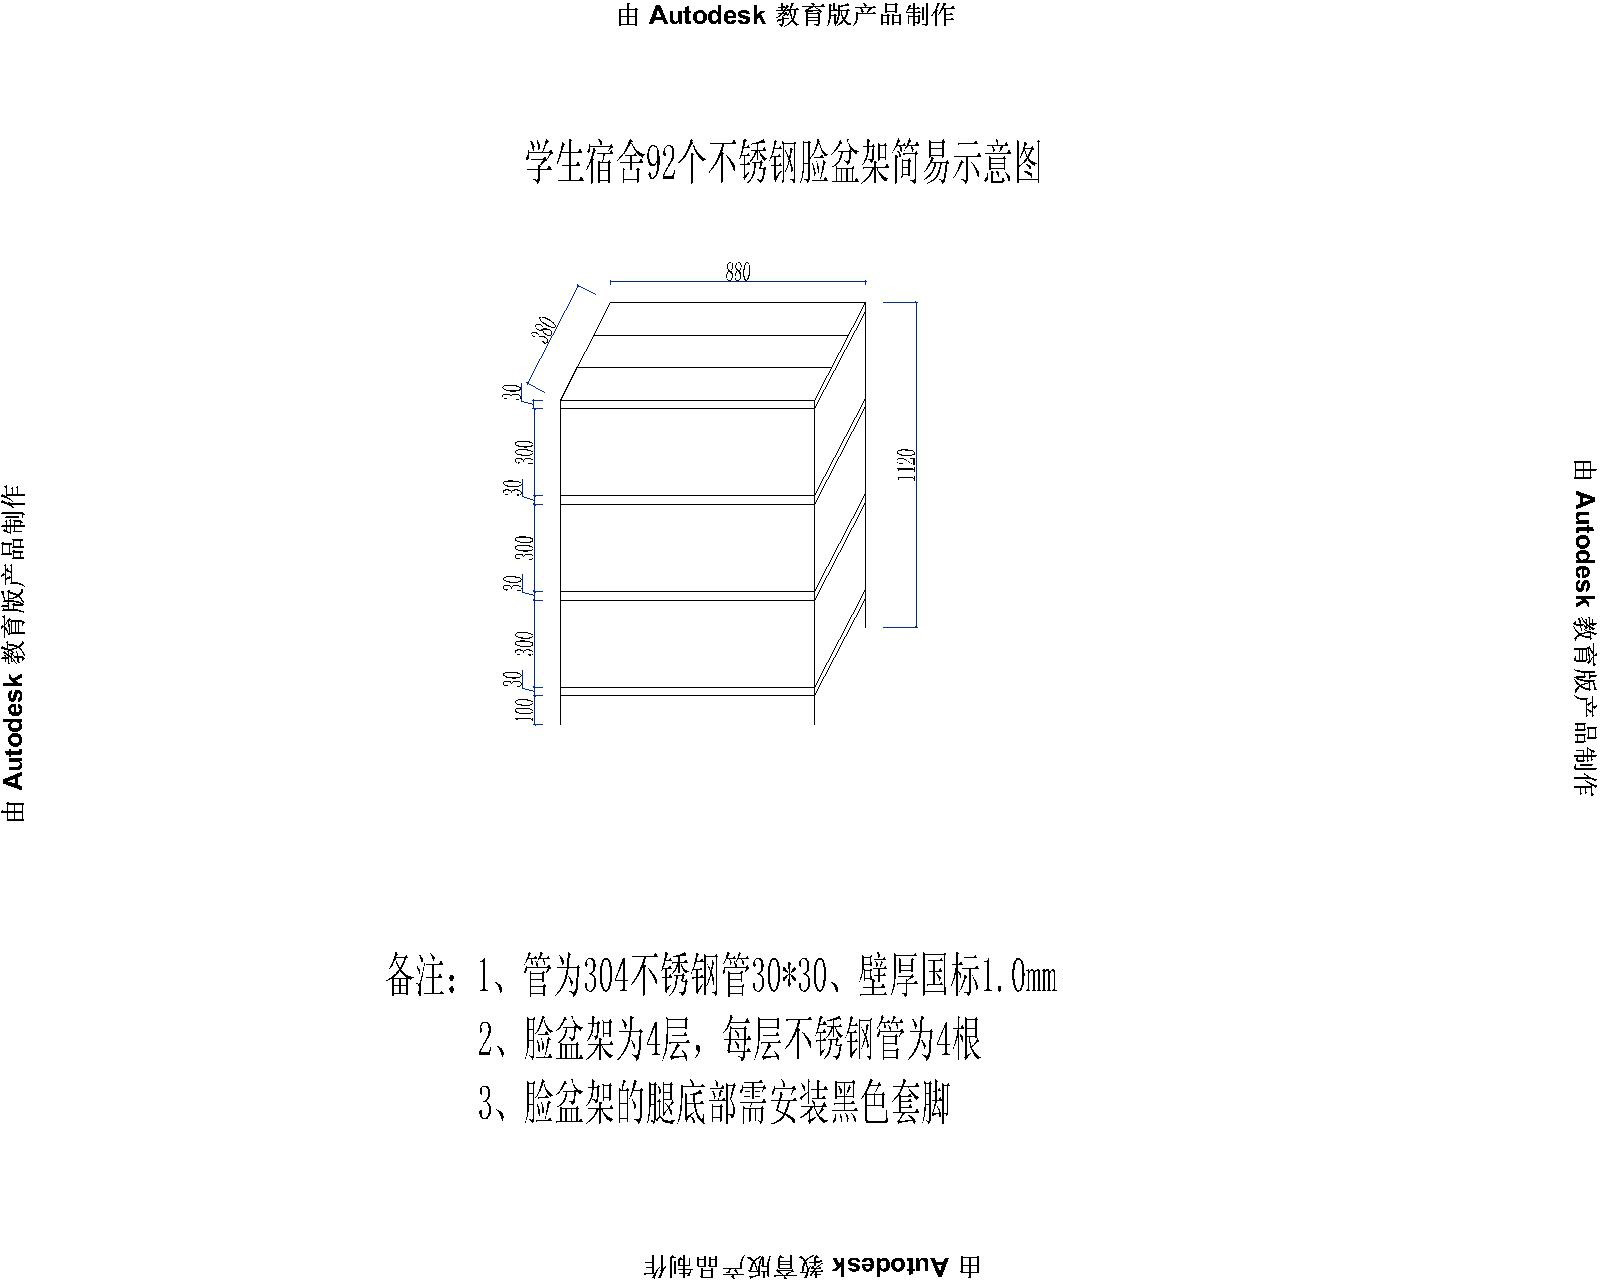 由 Autodesk 教育版产品制作
学生宿舍92个不锈钢脸盆架简易示意图
880
380
30
300
1120
30
300
30
300
30
100
由 Autodesk 教育版产品制作
由 Autodesk 教育版产品制作
备注：1、管为304不锈钢管30*30、壁厚国标1.0mm
2、脸盆架为4层，每层不锈钢管为4根
3、脸盆架的腿底部需安装黑色套脚
由 Autodesk 教育版产品制作